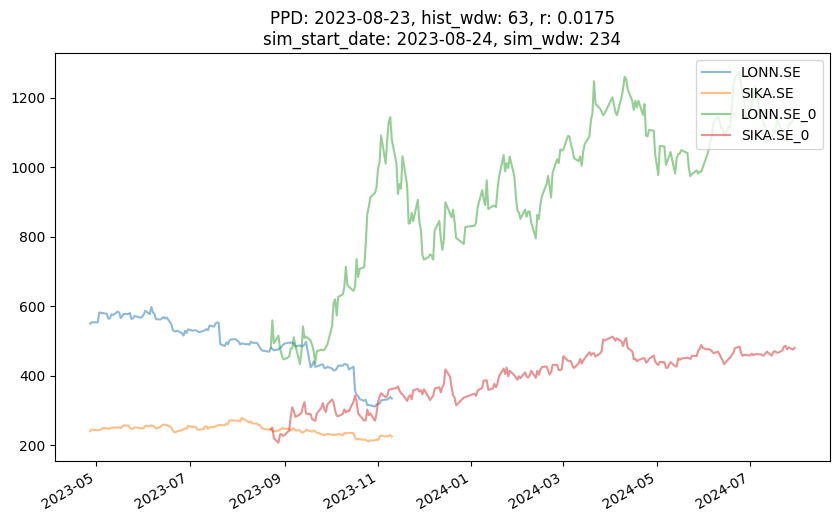 PPD: 2023-08-23, hist_wdw: 63, r: 0.0175
sim_start_date: 2023-08-24, sim_wdw: 234
LONN.SE
SIKA.SE
LONN.SE_0
SIKA.SE_0
1200
1000
800
600
400
200
2023-05
2023-07
2023-09
2023-11
2024-01
2024-03
2024-05
2024-07